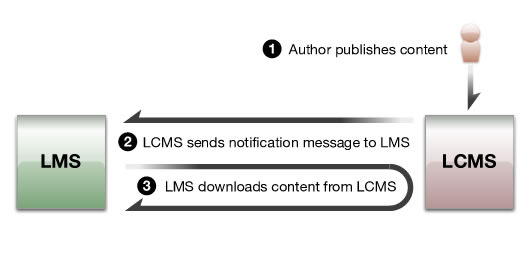 1 Author publishes content
LMS
2 LCMS sends notification message to LMS
3 LMS downloads content from LCMS
LCMS